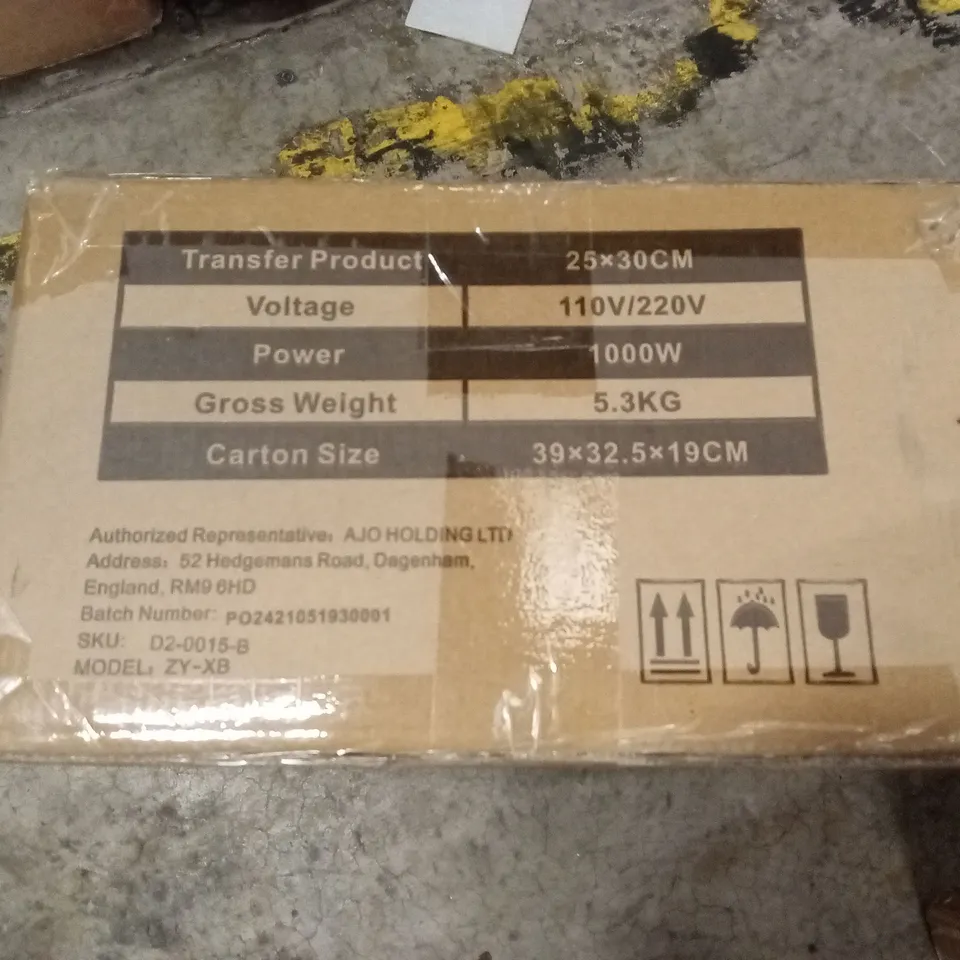 Transfer Product 25×30CM
Voltage 110V/220V
Power 1000W
Gross Weight 5.3KG
Carton Size 39×32.5×19CM
Authorized Representative: AJO HOLDING LTD
Address: 52 Hedgemans Road, Dagenham,
England, RM9 6HD
Batch Number: PO2421051930001
SKU: D2-0015-B
MODEL: ZY-XB